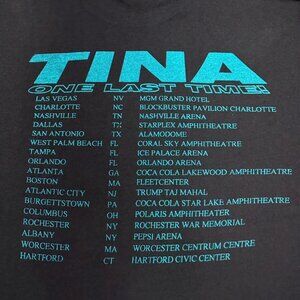 TINA
ONE LAST TIME!
LAS VEGAS NV MGM GRAND HOTEL
CHARLOTTE NC BLOCKBUSTER PAVILION CHARLOTTE
NASHVILLE TN NASHVILLE ARENA
DALLAS TN STARPLEX AMPHITHEATRE
SAN ANTONIO TX ALAMODOME
WEST PALM BEACH FL CORAL SKY AMPHITHEATRE
TAMPA FL ICE PALACE ARENA
ORLANDO FL ORLANDO ARENA
ATLANTA GA COCA COLA LAKEWOOD AMPHITHEATRE
BOSTON MA FLEETCENTER
ATLANTIC CITY NJ TRUMP TAJ MAHAL
BURGETTSTOWN PA COCA COLA STAR LAKE AMPHITHEATRE
COLUMBUS OH POLARIS AMPHITHEATER
ROCHESTER NY ROCHESTER WAR MEMORIAL
ALBANY NY PEPSI ARENA
WORCESTER MA WORCESTER CENTRUM CENTRE
HARTFORD CT HARTFORD CIVIC CENTER